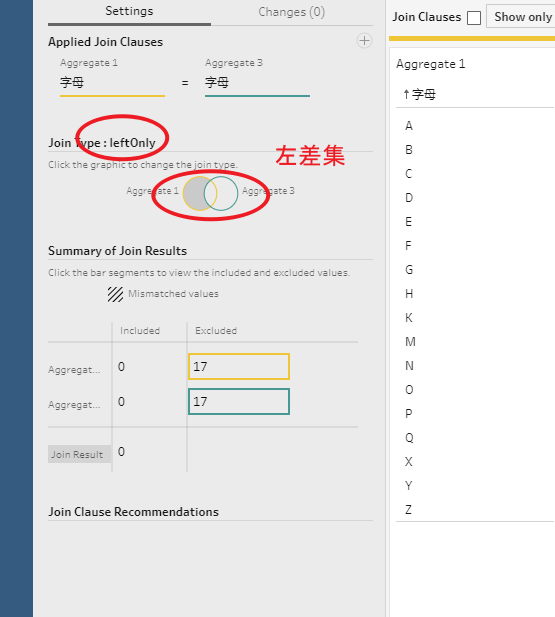 Settings
Changes (0)
Applied Join Clauses
Aggregate 1
Aggregate 3
字母 = 字母
Join Type : leftOnly
Click the graphic to change the join type.
左差集
Aggregate 1
Aggregate 3
Summary of Join Results
Click the bar segments to view the included and excluded values.
Mismatched values
Included
Excluded
Aggregat... 0 17
Aggregat... 0 17
Join Result 0
Join Clause Recommendations
Join Clauses
Show only
Aggregate 1
↑字母
A
B
C
D
E
F
G
H
K
M
N
O
P
Q
X
Y
Z